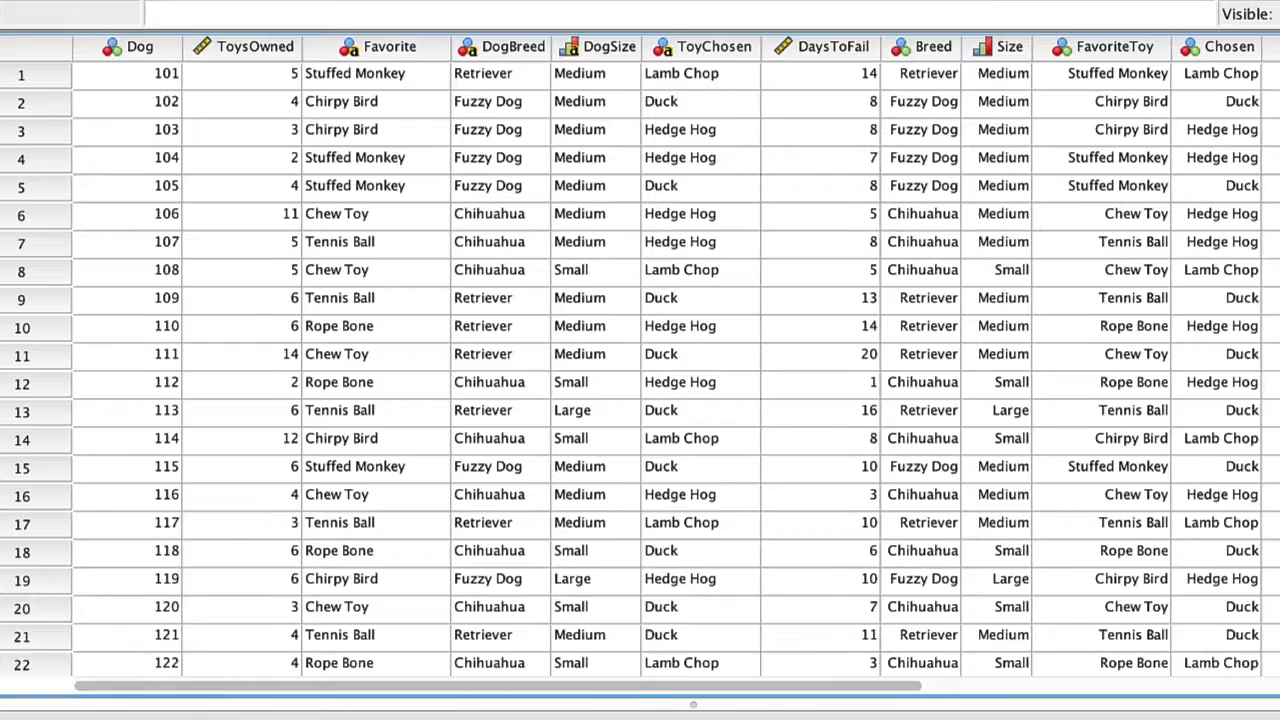 Visible:
Dog ToysOwned Favorite DogBreed DogSize ToyChosen DaysToFail Breed Size FavoriteToy Chosen
1 101 5 Stuffed Monkey Retriever Medium Lamb Chop 14 Retriever Medium Stuffed Monkey Lamb Chop
2 102 4 Chirpy Bird Fuzzy Dog Medium Duck 8 Fuzzy Dog Medium Chirpy Bird Duck
3 103 3 Chirpy Bird Fuzzy Dog Medium Hedge Hog 8 Fuzzy Dog Medium Chirpy Bird Hedge Hog
4 104 2 Stuffed Monkey Fuzzy Dog Medium Hedge Hog 7 Fuzzy Dog Medium Stuffed Monkey Hedge Hog
5 105 4 Stuffed Monkey Fuzzy Dog Medium Duck 8 Fuzzy Dog Medium Stuffed Monkey Duck
6 106 11 Chew Toy Chihuahua Medium Hedge Hog 5 Chihuahua Medium Chew Toy Hedge Hog
7 107 5 Tennis Ball Chihuahua Medium Hedge Hog 8 Chihuahua Medium Tennis Ball Hedge Hog
8 108 5 Chew Toy Chihuahua Small Lamb Chop 5 Chihuahua Small Chew Toy Lamb Chop
9 109 6 Tennis Ball Retriever Medium Duck 13 Retriever Medium Tennis Ball Duck
10 110 6 Rope Bone Retriever Medium Hedge Hog 14 Retriever Medium Rope Bone Hedge Hog
11 111 14 Chew Toy Retriever Medium Duck 20 Retriever Medium Chew Toy Duck
12 112 2 Rope Bone Chihuahua Small Hedge Hog 1 Chihuahua Small Rope Bone Hedge Hog
13 113 6 Tennis Ball Retriever Large Duck 16 Retriever Large Tennis Ball Duck
14 114 12 Chirpy Bird Chihuahua Small Lamb Chop 8 Chihuahua Small Chirpy Bird Lamb Chop
15 115 6 Stuffed Monkey Fuzzy Dog Medium Duck 10 Fuzzy Dog Medium Stuffed Monkey Duck
16 116 4 Chew Toy Chihuahua Medium Hedge Hog 3 Chihuahua Medium Chew Toy Hedge Hog
17 117 3 Tennis Ball Retriever Medium Lamb Chop 10 Retriever Medium Tennis Ball Lamb Chop
18 118 6 Rope Bone Chihuahua Small Duck 6 Chihuahua Small Rope Bone Duck
19 119 6 Chirpy Bird Fuzzy Dog Large Hedge Hog 10 Fuzzy Dog Large Chirpy Bird Hedge Hog
20 120 3 Chew Toy Chihuahua Small Duck 7 Chihuahua Small Chew Toy Duck
21 121 4 Tennis Ball Retriever Medium Duck 11 Retriever Medium Tennis Ball Duck
22 122 4 Rope Bone Chihuahua Small Lamb Chop 3 Chihuahua Small Rope Bone Lamb Chop